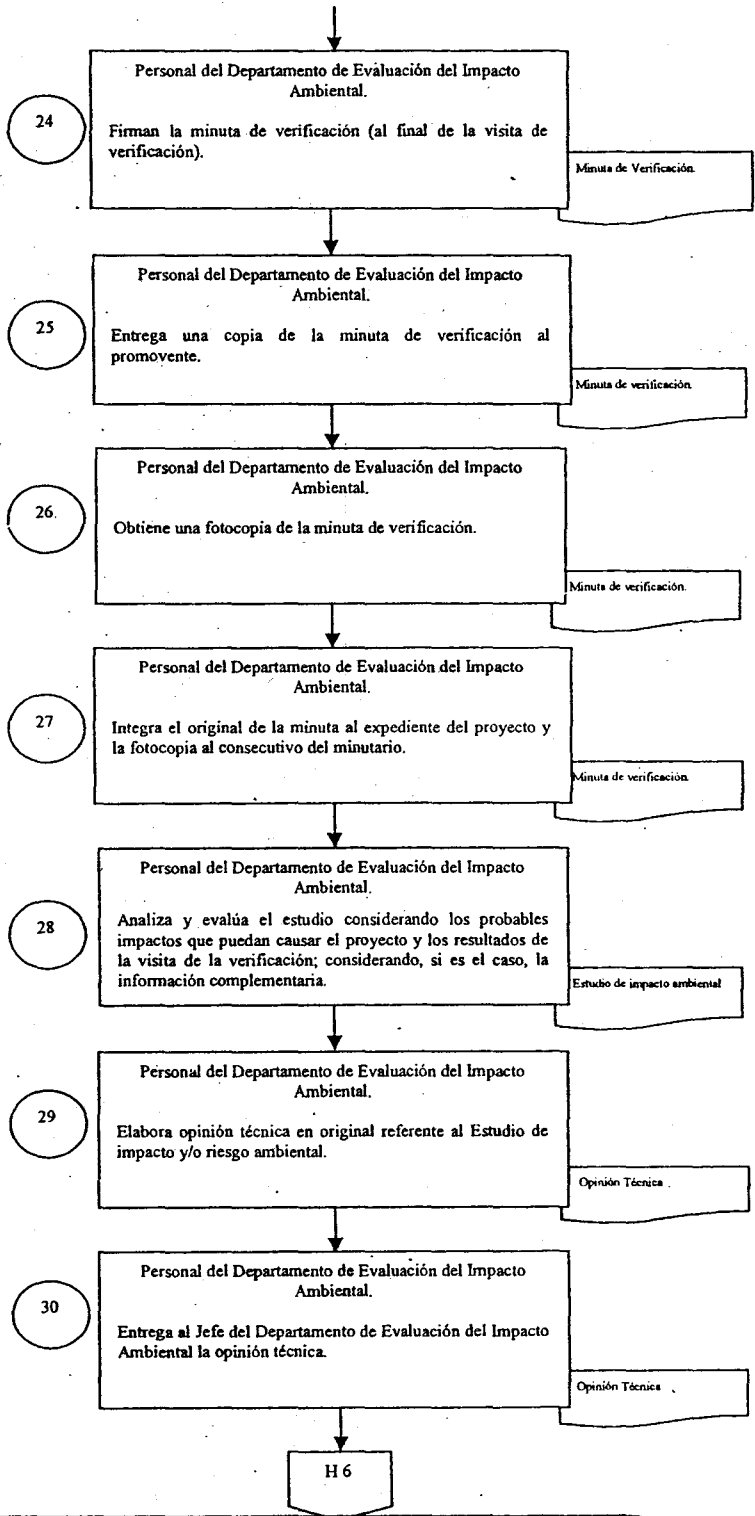 Personal del Departamento de Evaluación del Impacto
Ambiental.
24
Firman la minuta de verificación (al final de la visita de
verificación).
Minuta de Verificación.
Personal del Departamento de Evaluación del Impacto
Ambiental.
25
Entrega una copia de la minuta de verificación al
promovente.
Minuta de verificación
Personal del Departamento de Evaluación del Impacto
Ambiental.
26.
Obtiene una fotocopia de la minuta de verificación.
Minuta de verificación.
Personal del Departamento de Evaluación del Impacto
Ambiental.
27
Integra el original de la minuta al expediente del proyecto y
la fotocopia al consecutivo del minutario.
Minuta de verificación
Personal del Departamento de Evaluación del Impacto
Ambiental.
28
Analiza y evalúa el estudio considerando los probables
impactos que puedan causar el proyecto y los resultados de
la visita de la verificación; considerando, si es el caso, la
información complementaria.
Estudio de impacto ambiental
Personal del Departamento de Evaluación del Impacto
Ambiental.
29
Elabora opinión técnica en original referente al Estudio de
impacto y/o riesgo ambiental.
Opinión Técnica .
Personal del Departamento de Evaluación del Impacto
Ambiental.
30
Entrega al Jefe del Departamento de Evaluación del Impacto
Ambiental la opinión técnica.
Opinión Técnica
H 6